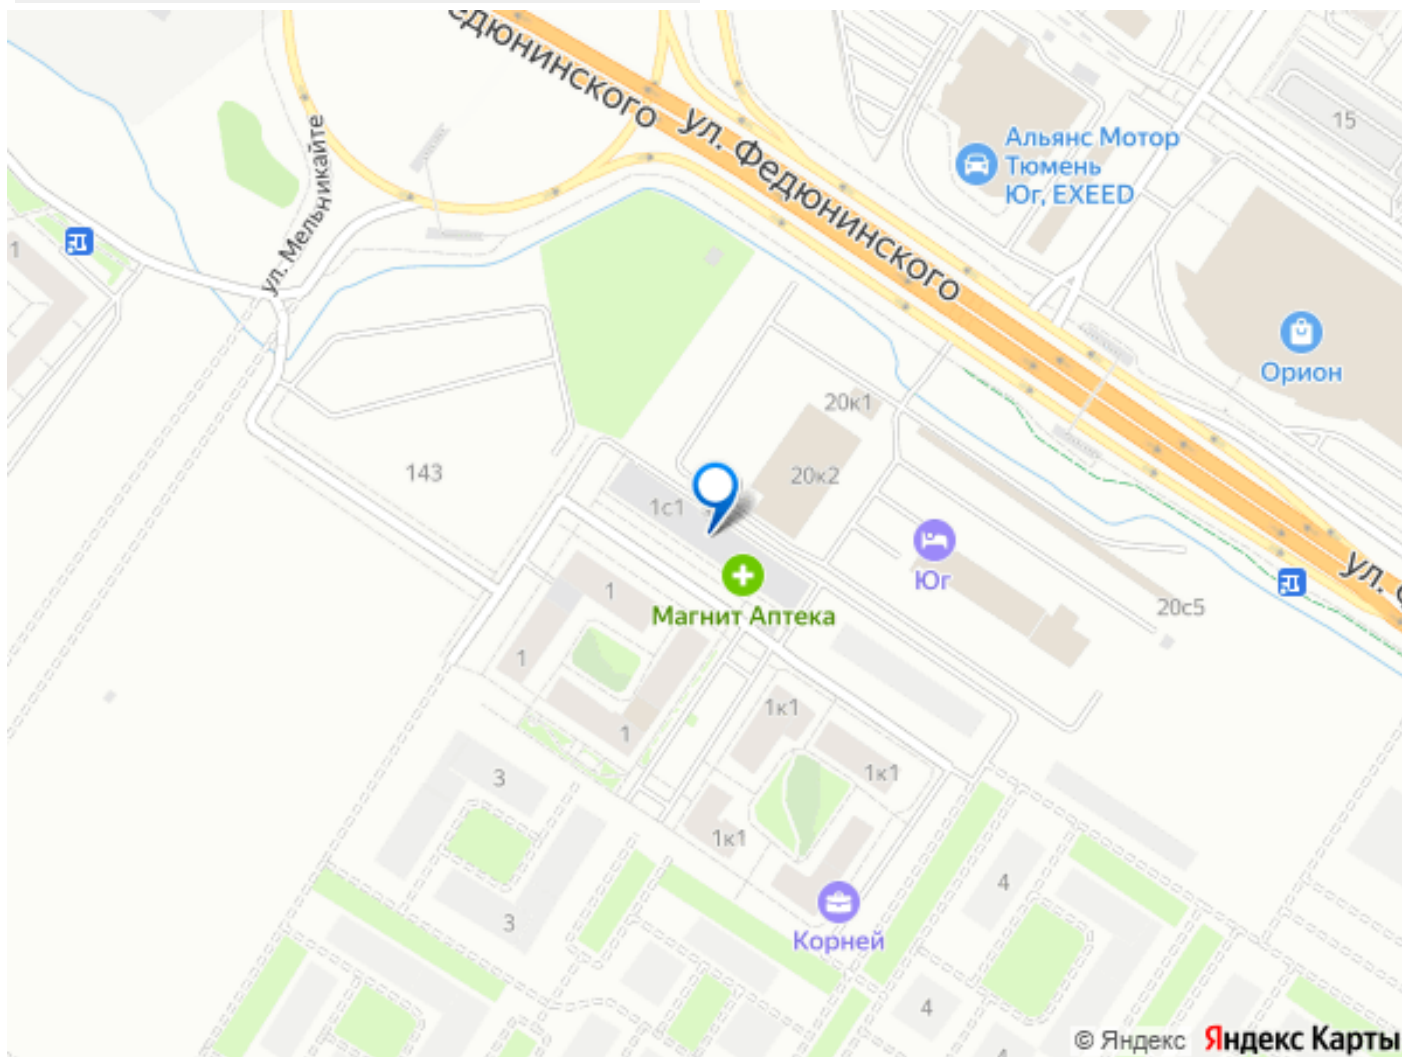 ул. Федюнинского
Федюнинского
15
Альянс Мотор
Тюмень
Юг, EXEED
ул. Мельникайте
1
Орион
20к1
143
20к2
1с1
Юг
ул.
1
Магнит Аптека
20с5
1
1к1
1
3
1к1
1к1
4
3
Корней
4
© Яндекс Яндекс Карты